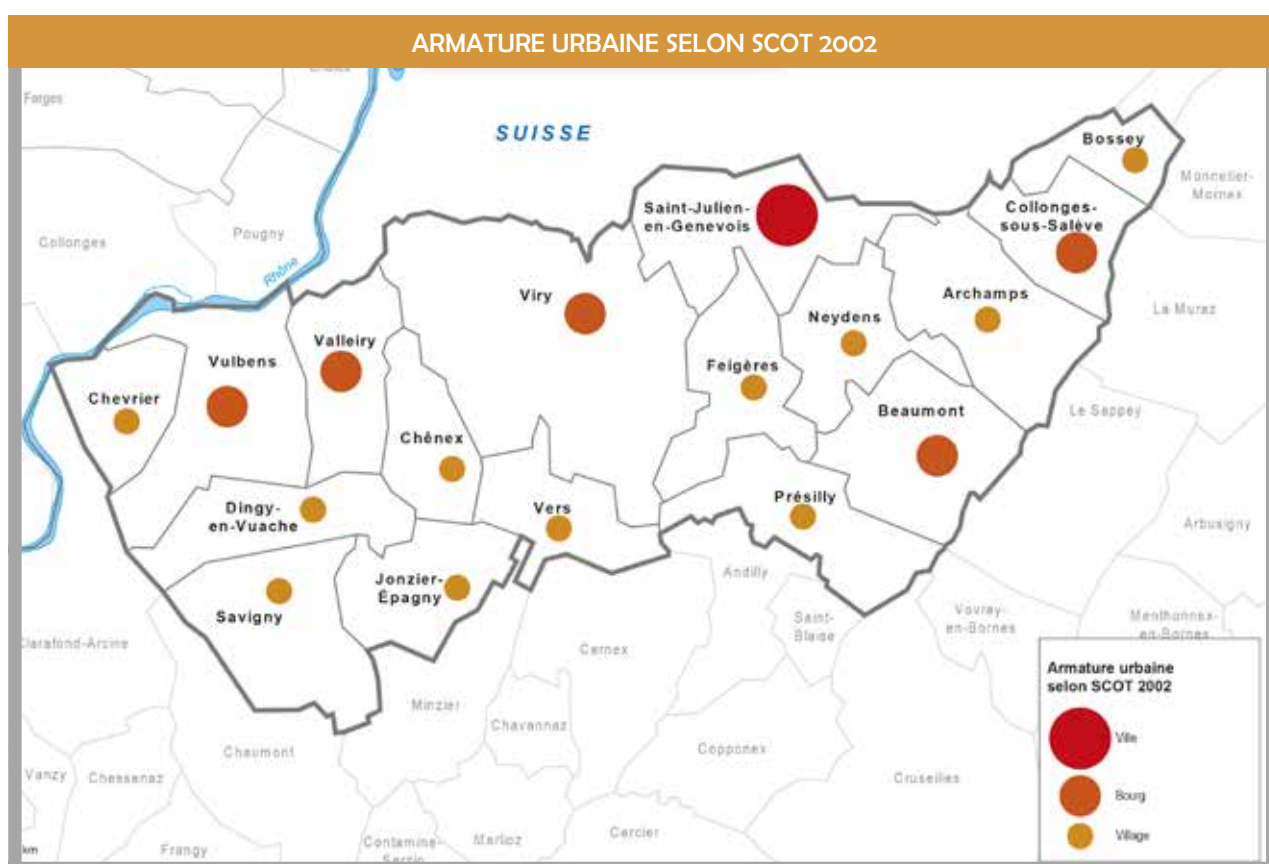 ARMATURE URBAINE SELON SCOT 2002
Farges
SUISSE
Bossey
Monnetier-
Mornex
Saint-Julien-
en-Genevois
Collonges-
sous-Salève
Pougny
Collonges
Rhône
Viry
Archamps
La Muraz
Neydens
Valleiry
Vulbens
Feigères
Chevrier
Beaumont
Le Sappey
Chênex
Présilly
Dingy-
en-Vuache
Vers
Arbusigny
Andilly
Jonzier-
Épagny
Savigny
Saint-
Blaise
Vovray-
en-Bornes
Menthonnex-
en-Bornes
Clarafond-Arcine
Cernex
Minzier
Chavannaz
Chaumont
Copponex
Vanzy
Chessenaz
Cruseilles
Marlioz
Cercier
Contamine-
Sarzin
Frangy
km
Armature urbaine
selon SCOT 2002
Ville
Bourg
Village